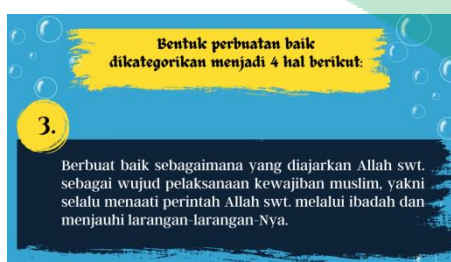 Bentuk perbuatan baik
dikategorikan menjadi 4 hal berikut:
3.
Berbuat baik sebagaimana yang diajarkan Allah swt.
sebagai wujud pelaksanaan kewajiban muslim, yakni
selalu menaati perintah Allah swt. melalui ibadah dan
menjauhi larangan-larangan-Nya.